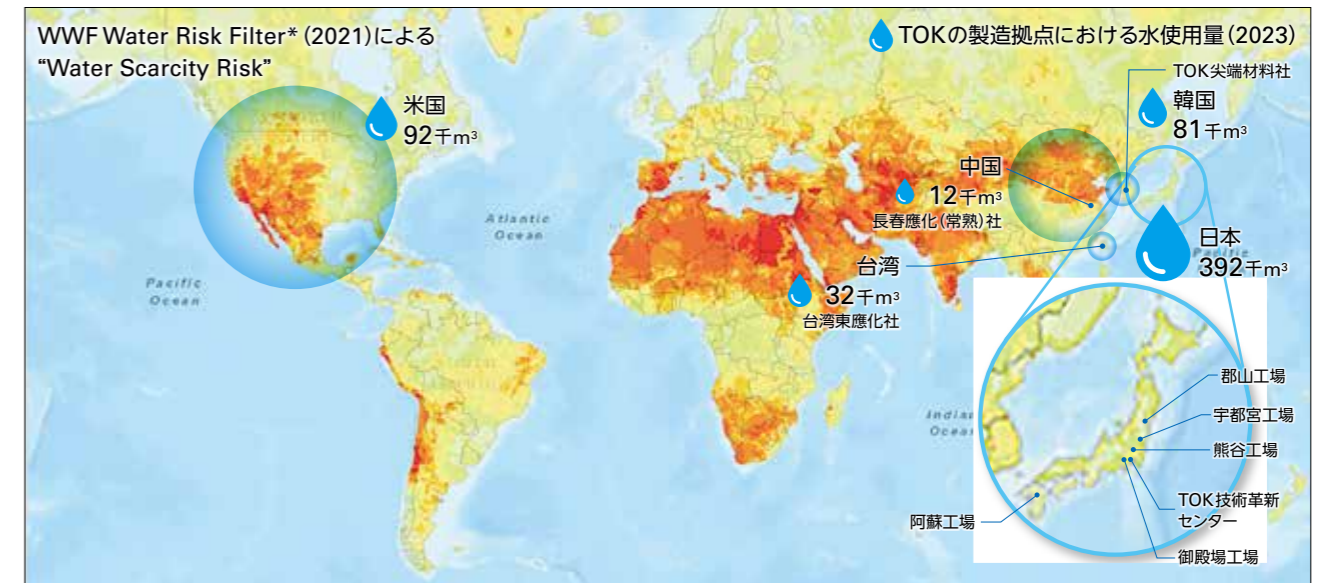 WWF Water Risk Filter* (2021)による
“Water Scarcity Risk”
TOKの製造拠点における水使用量(2023)
TOK尖端材料社
米国
92千m³
韓国
81千m³
中国
12千m³
長春應化(常熟)社
日本
392千m³
台湾
32千m³
台湾東應化社
Atlantic
Ocean
Pacific
Ocean
Pacific
Ocean
Indian
Ocean
郡山工場
宇都宮工場
熊谷工場
TOK技術革新
センター
御殿場工場
阿蘇工場